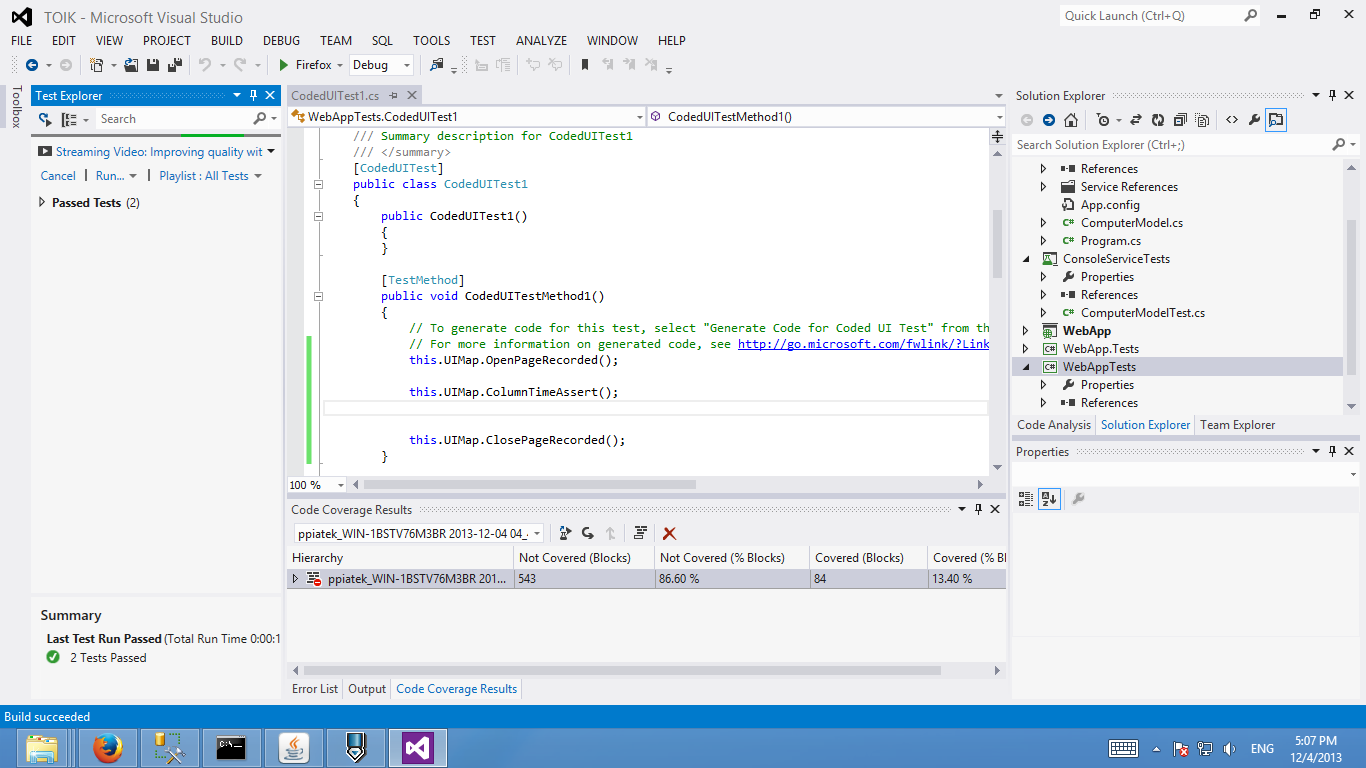 TOIK - Microsoft Visual Studio
Quick Launch (Ctrl+Q)
FILE EDIT VIEW PROJECT BUILD DEBUG TEAM SQL TOOLS TEST ANALYZE WINDOW HELP
Firefox Debug
Toolbox
Test Explorer
Search
Streaming Video: Improving quality wit
Cancel Run... Playlist : All Tests
Passed Tests (2)
Summary
Last Test Run Passed (Total Run Time 0:00:1
2 Tests Passed
CodedUITest1.cs
WebAppTests.CodedUITest1 CodedUITestMethod1()
/// Summary description for CodedUITest1
/// </summary>
[CodedUITest]
public class CodedUITest1
{
public CodedUITest1()
{
}
[TestMethod]
public void CodedUITestMethod1()
{
// To generate code for this test, select "Generate Code for Coded UI Test" from th
// For more information on generated code, see http://go.microsoft.com/fwlink/?Link
this.UIMap.OpenPageRecorded();
this.UIMap.ColumnTimeAssert();
this.UIMap.ClosePageRecorded();
}
100 %
Code Coverage Results
ppiatek_WIN-1BSTV76M3BR 2013-12-04 04_
Hierarchy Not Covered (Blocks) Not Covered (% Blocks) Covered (Blocks) Covered (% Bl
ppiatek_WIN-1BSTV76M3BR 201... 543 86.60 % 84 13.40 %
Error List Output Code Coverage Results
Solution Explorer
Search Solution Explorer (Ctrl+;)
References
Service References
App.config
C# ComputerModel.cs
C# Program.cs
ConsoleServiceTests
Properties
References
C# ComputerModelTest.cs
WebApp
C# WebApp.Tests
C# WebAppTests
Properties
References
Code Analysis Solution Explorer Team Explorer
Properties
Build succeeded
C:\
ENG
5:07 PM
12/4/2013